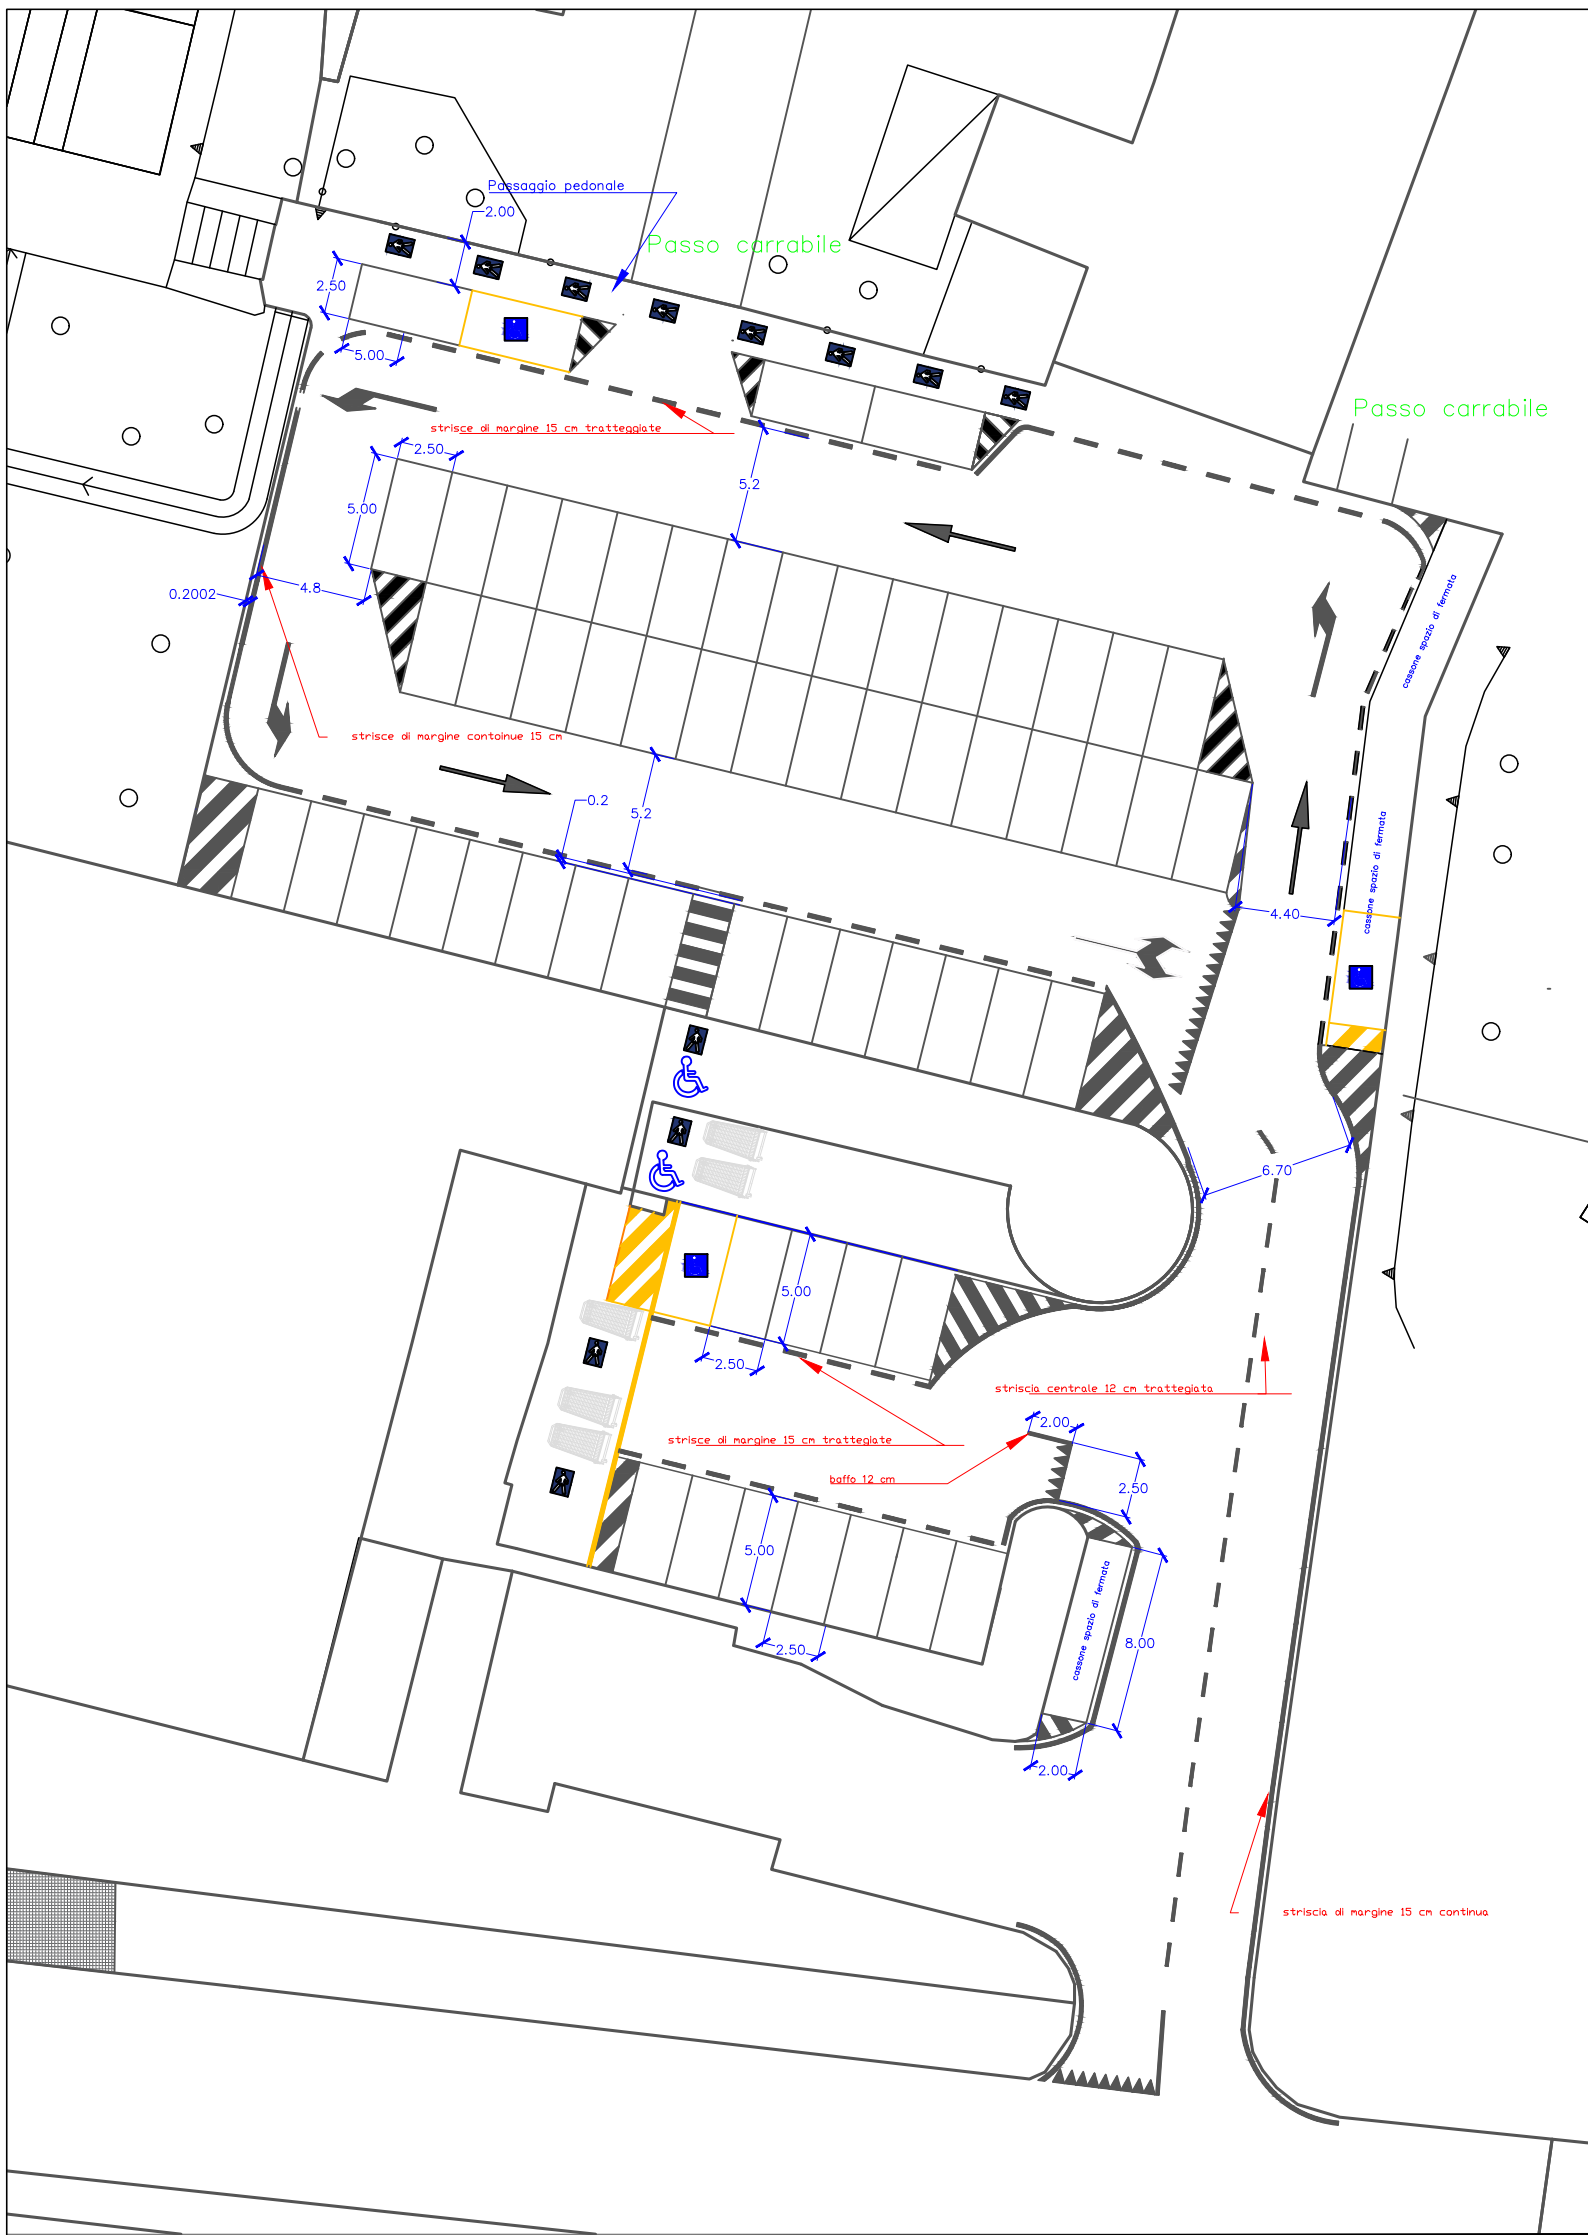 Passaggio pedonale
2.00
Passo carrabile
2.50
5.00
Passo carrabile
strisce di margine 15 cm tratteggiate
2.50
5.2
5.00
cassone spazio di fermata
0.2002
4.8
strisce di margine contoinue 15 cm
0.2
5.2
cassone spazio di fermata
4.40
6.70
5.00
2.50
striscia centrale 12 cm trattegiata
2.00
strisce di margine 15 cm trattegiate
baffo 12 cm
2.50
5.00
cassone spazio di fermata
8.00
2.50
2.00
striscia di margine 15 cm continua